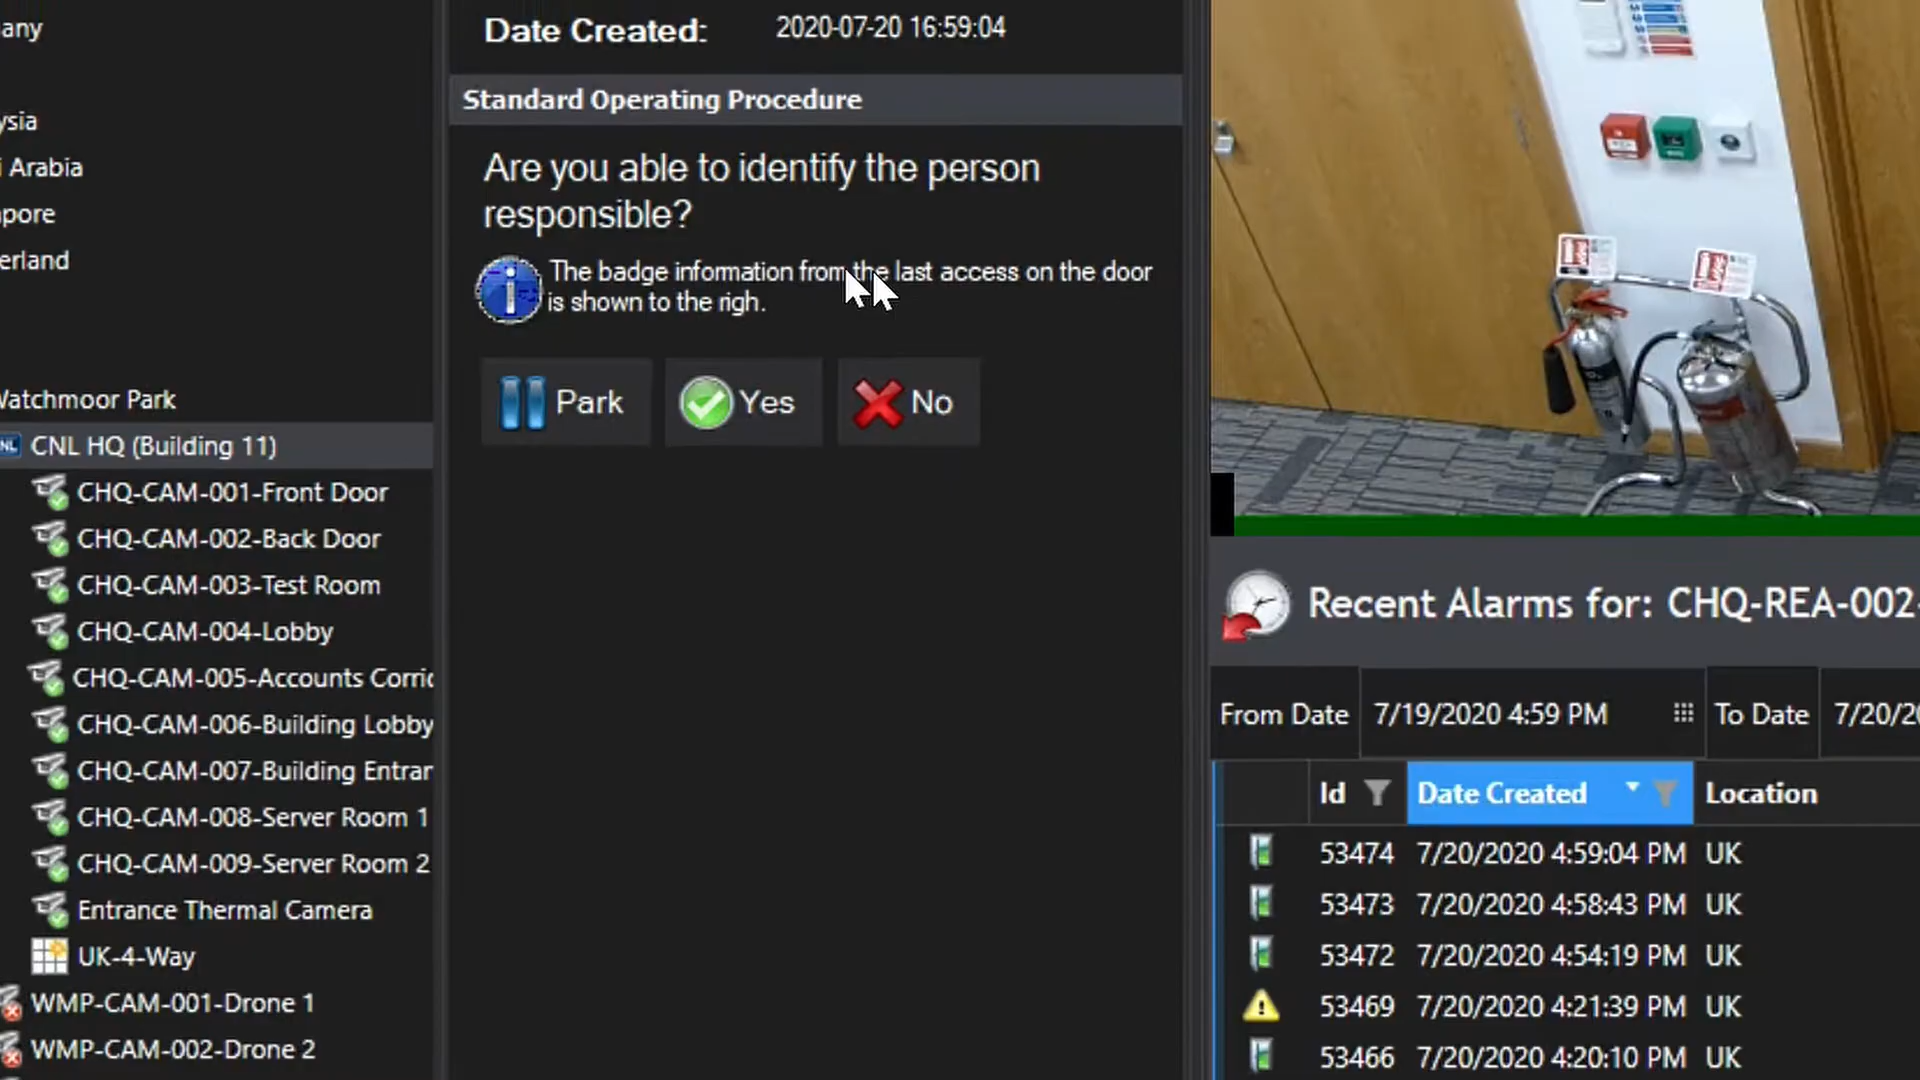 any
ysia
i Arabia
apore
erland
Watchmoor Park
CNL HQ (Building 11)
CHQ-CAM-001-Front Door
CHQ-CAM-002-Back Door
CHQ-CAM-003-Test Room
CHQ-CAM-004-Lobby
CHQ-CAM-005-Accounts Corric
CHQ-CAM-006-Building Lobby
CHQ-CAM-007-Building Entrar
CHQ-CAM-008-Server Room 1
CHQ-CAM-009-Server Room 2
Entrance Thermal Camera
UK-4-Way
WMP-CAM-001-Drone 1
WMP-CAM-002-Drone 2
Date Created: 2020-07-20 16:59:04
Standard Operating Procedure
Are you able to identify the person
responsible?
The badge information from the last access on the door
is shown to the righ.
Park Yes No
Recent Alarms for: CHQ-REA-002-
From Date 7/19/2020 4:59 PM To Date 7/20/20
Id Date Created Location
53474 7/20/2020 4:59:04 PM UK
53473 7/20/2020 4:58:43 PM UK
53472 7/20/2020 4:54:19 PM UK
53469 7/20/2020 4:21:39 PM UK
53466 7/20/2020 4:20:10 PM UK